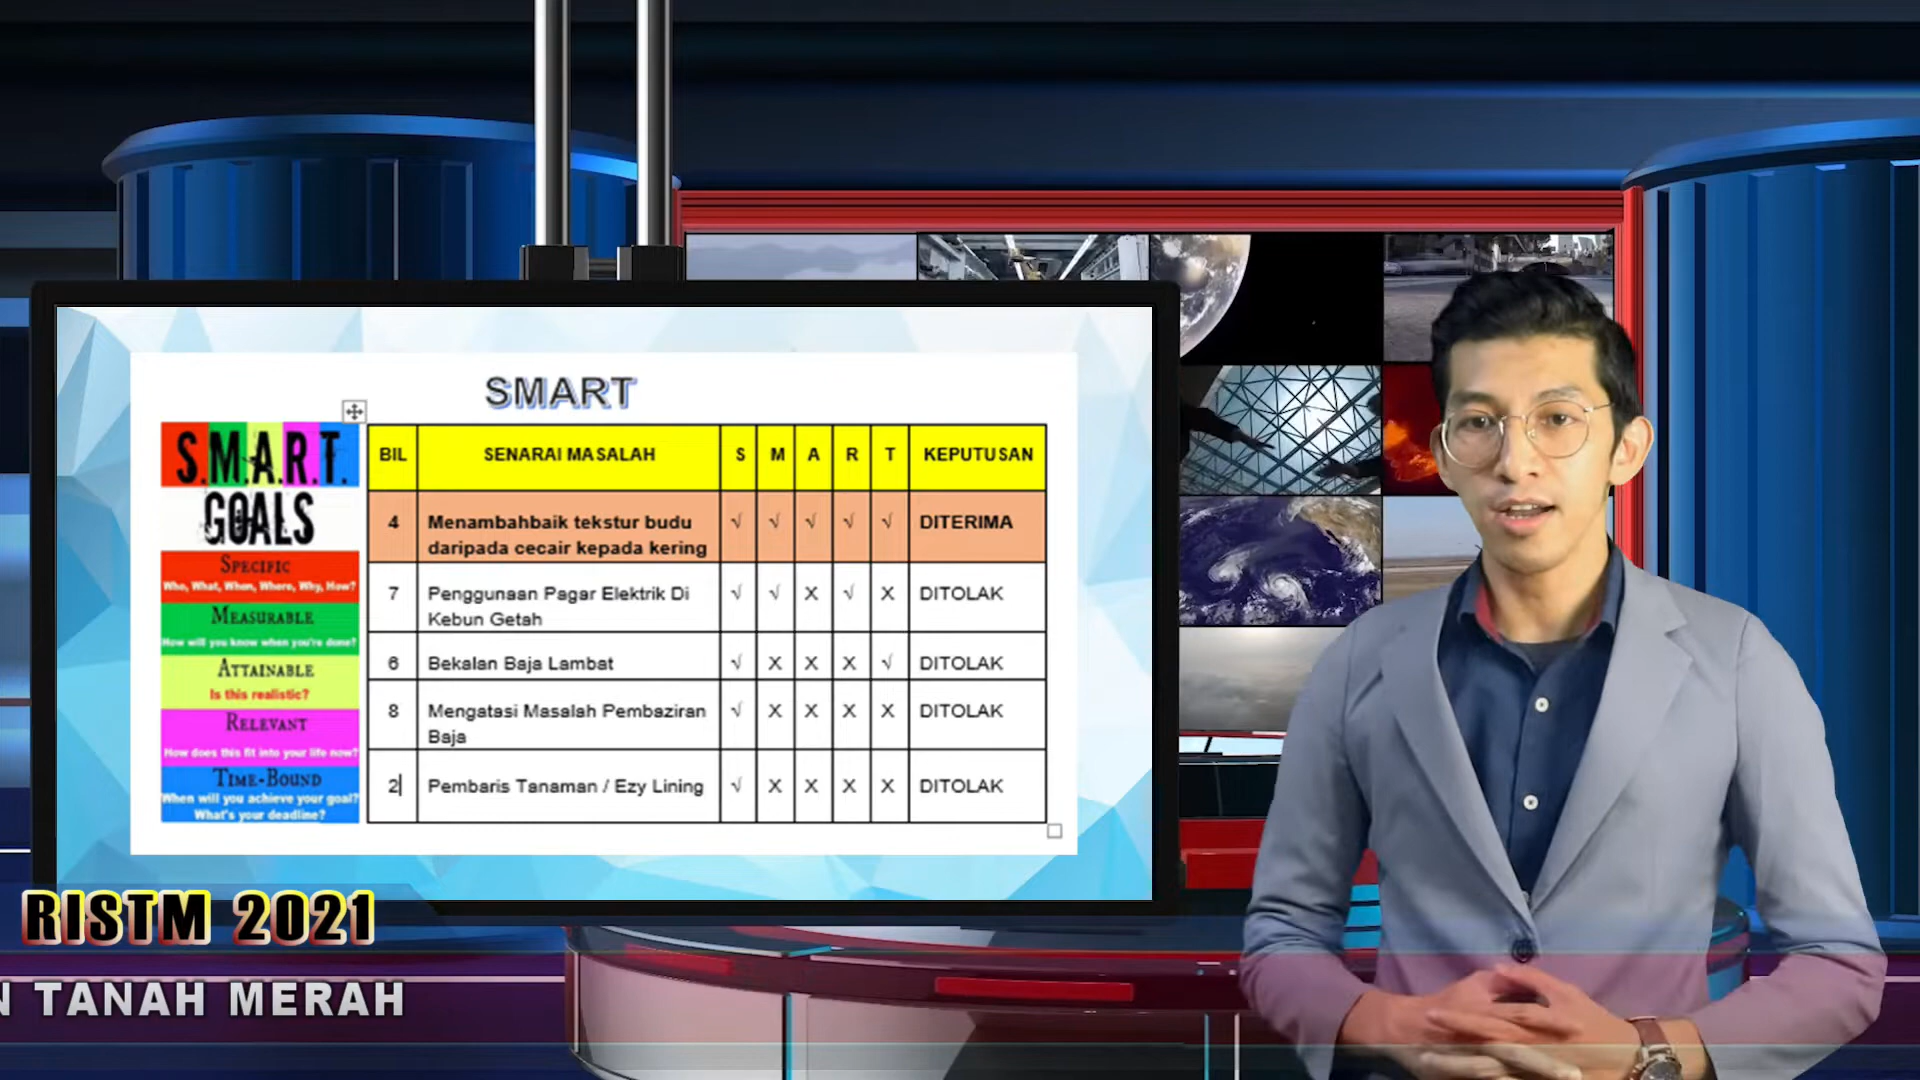 SMART
S.M.A.R.T.
GOALS
SPECIFIC
Who, What, When, Where, Why, How?
MEASURABLE
How will you know when you're done?
ATTAINABLE
Is this realistic?
RELEVANT
How does this fit into your life now?
TIME-BOUND
When will you achieve your goal?
What's your deadline?
BIL SENARAI MASALAH S M A R T KEPUTUSAN
4 Menambahbaik tekstur budu daripada cecair kepada kering √ √ √ √ √ DITERIMA
7 Penggunaan Pagar Elektrik Di Kebun Getah √ √ X √ X DITOLAK
6 Bekalan Baja Lambat √ X X X √ DITOLAK
8 Mengatasi Masalah Pembaziran Baja √ X X X X DITOLAK
2 Pembaris Tanaman / Ezy Lining √ X X X X DITOLAK
RISTM 2021
N TANAH MERAH